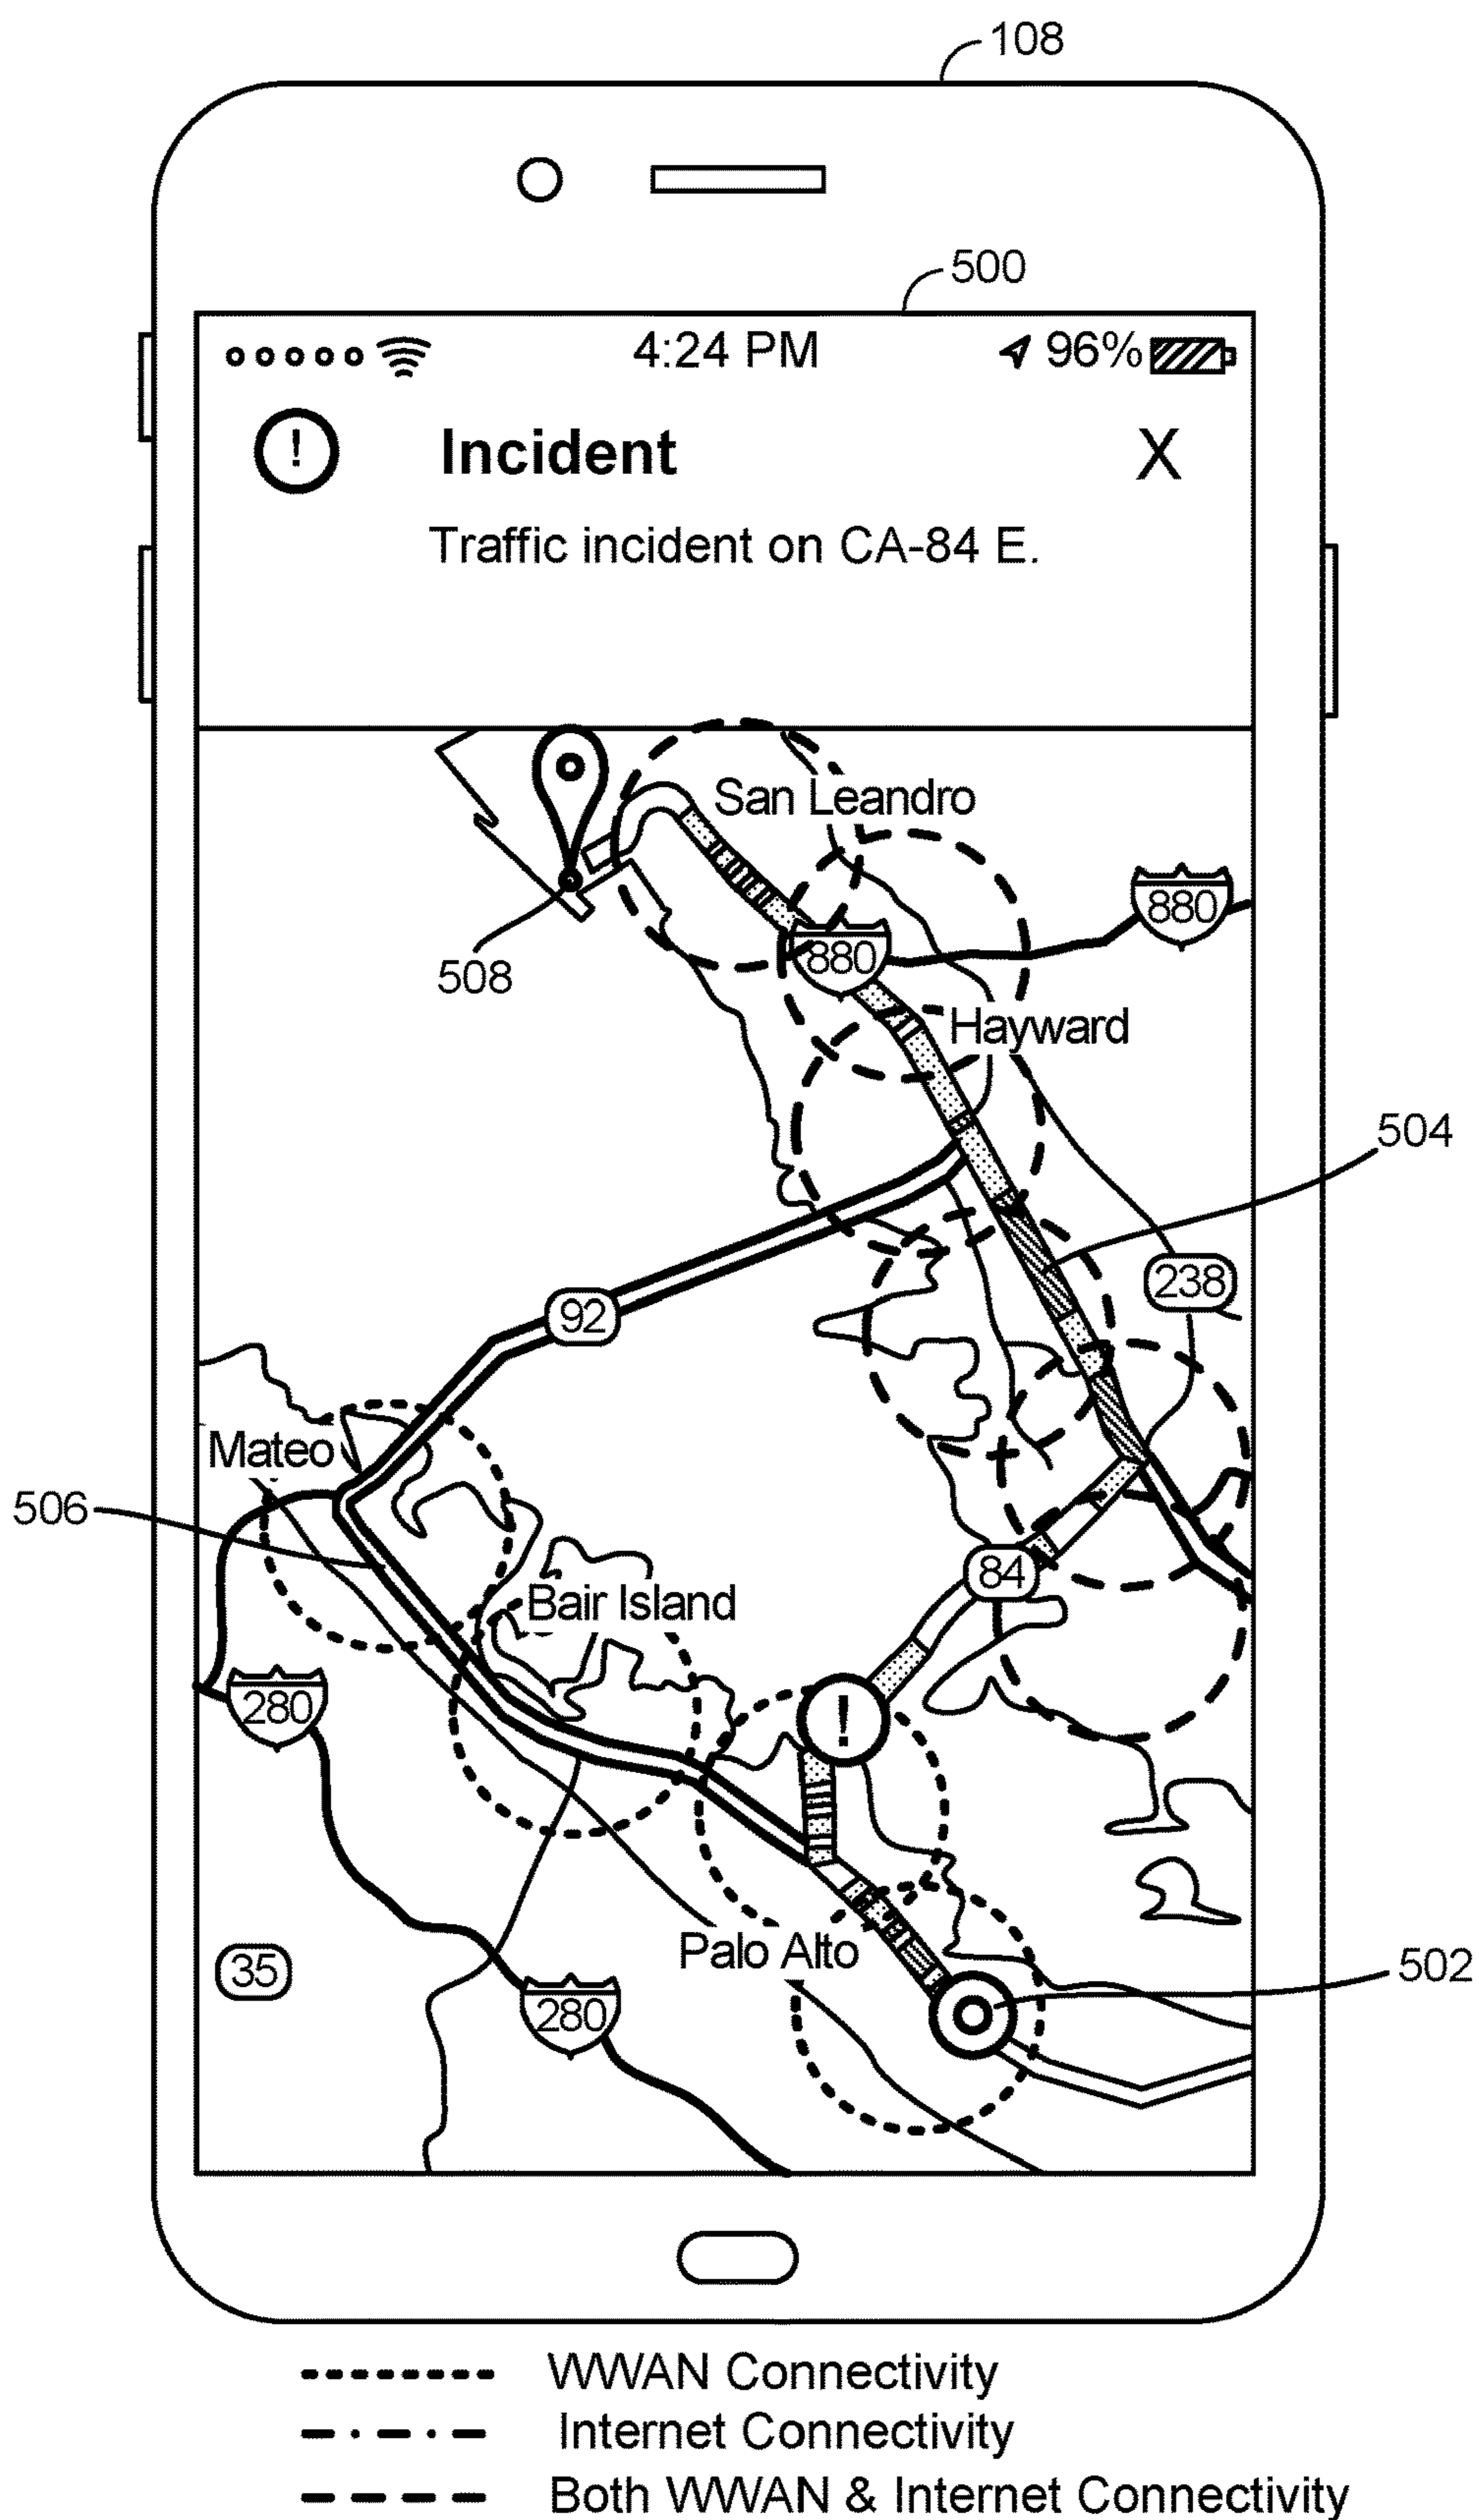 108
500
4:24 PM 96%
! Incident X
Traffic incident on CA-84 E.
San Leandro
880
880
508
Hayward
504
238
92
Mateo
506
84
Bair Island
280
!
Palo Alto
35
502
280
WWAN Connectivity
Internet Connectivity
Both WWAN & Internet Connectivity